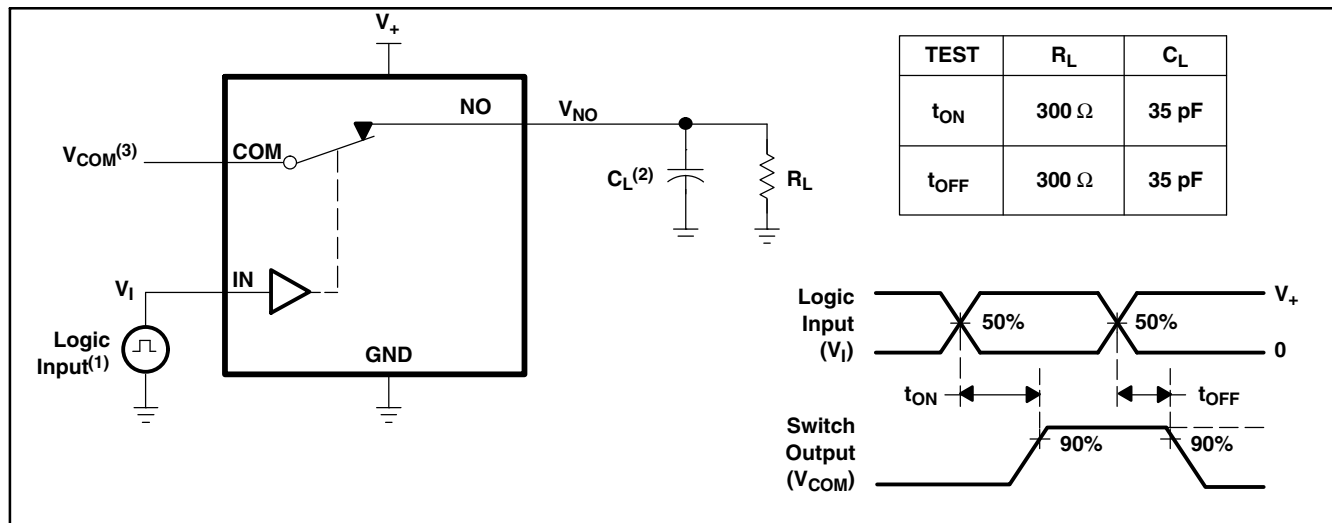 V+
NO
VNO
VCOM(3)
COM
CL(2)
RL
VI
IN
Logic
Input(1)
GND
TEST RL CL
tON 300 Ω 35 pF
tOFF 300 Ω 35 pF
Logic
Input
(VI)
50%
50%
V+
0
tON
tOFF
Switch
Output
(VCOM)
90%
90%